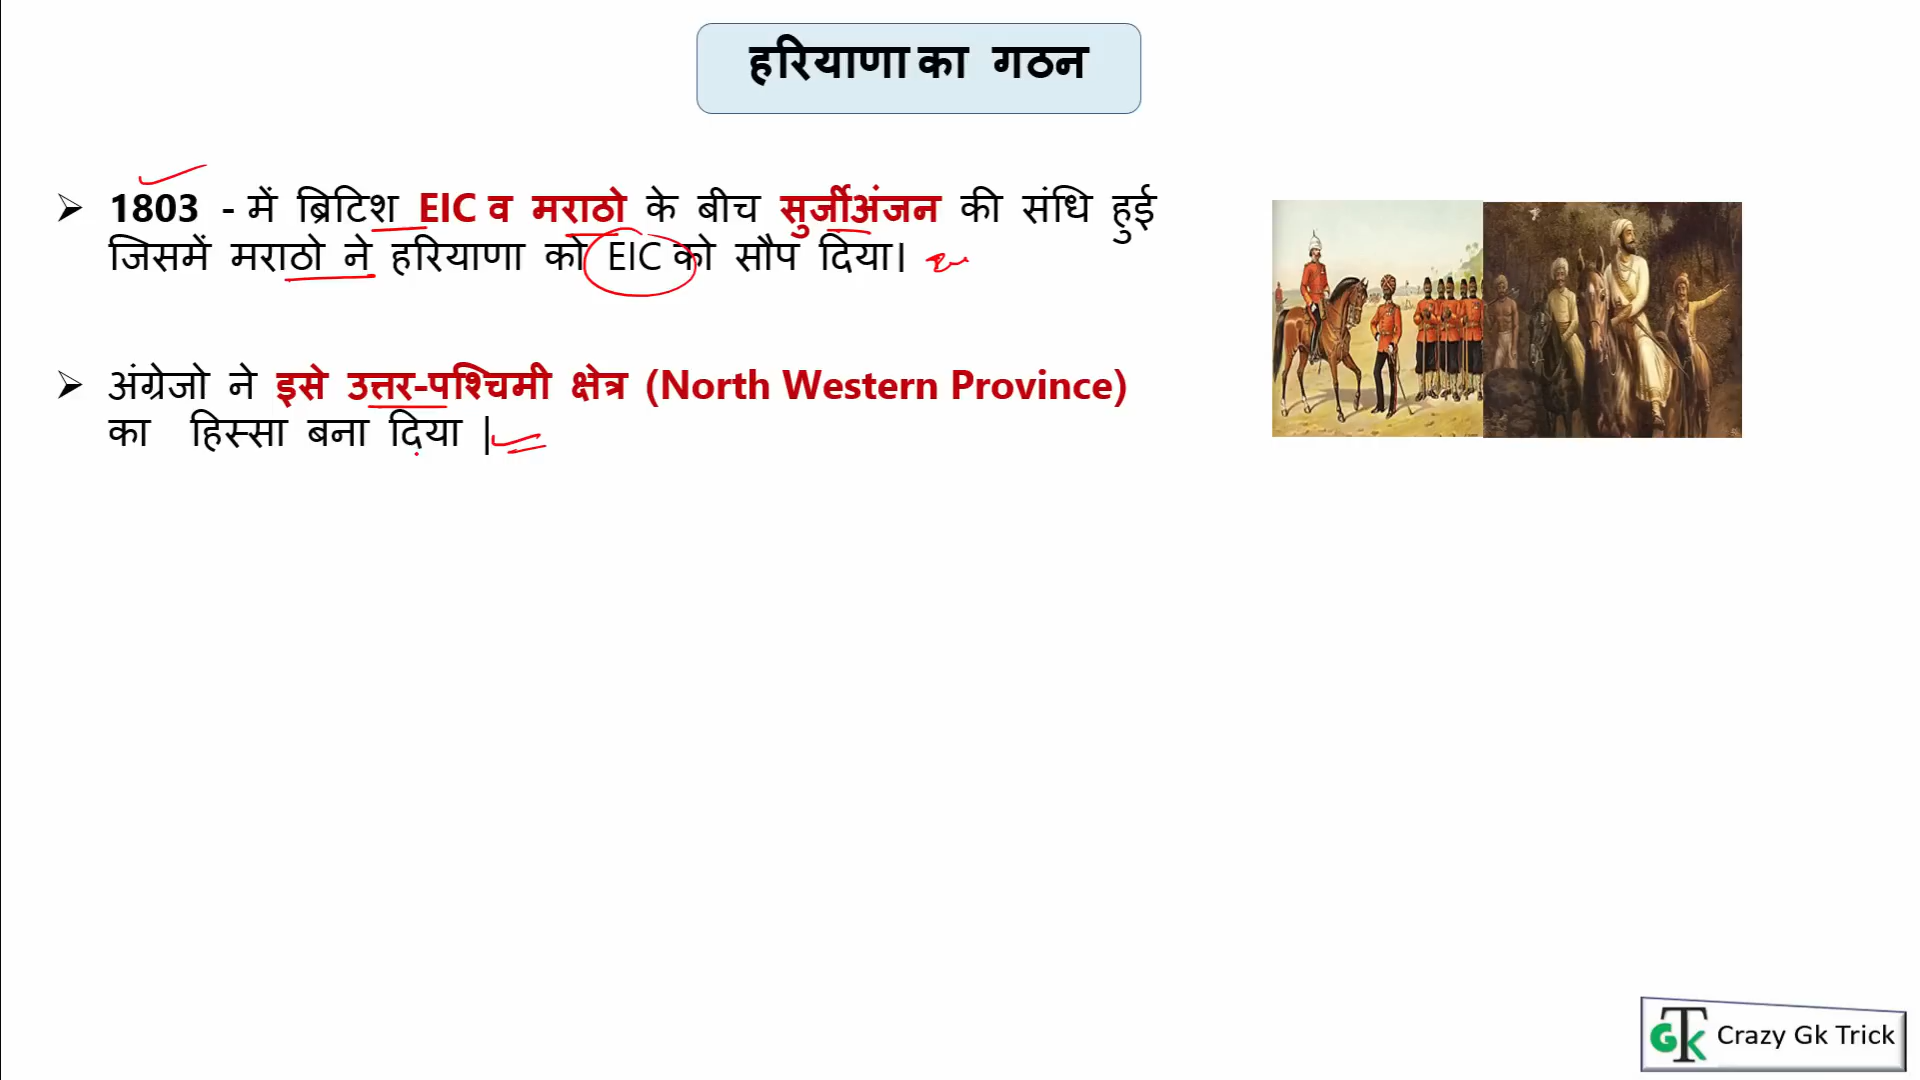 हरियाणा का गठन
➢ 1803 - में ब्रिटिश EIC व मराठो के बीच सुर्जीअंजन की संधि हुई
जिसमें मराठो ने हरियाणा को EIC को सौप दिया।
➢ अंग्रेजो ने इसे उत्तर-पश्चिमी क्षेत्र (North Western Province)
का हिस्सा बना दिया |
GTK Crazy Gk Trick